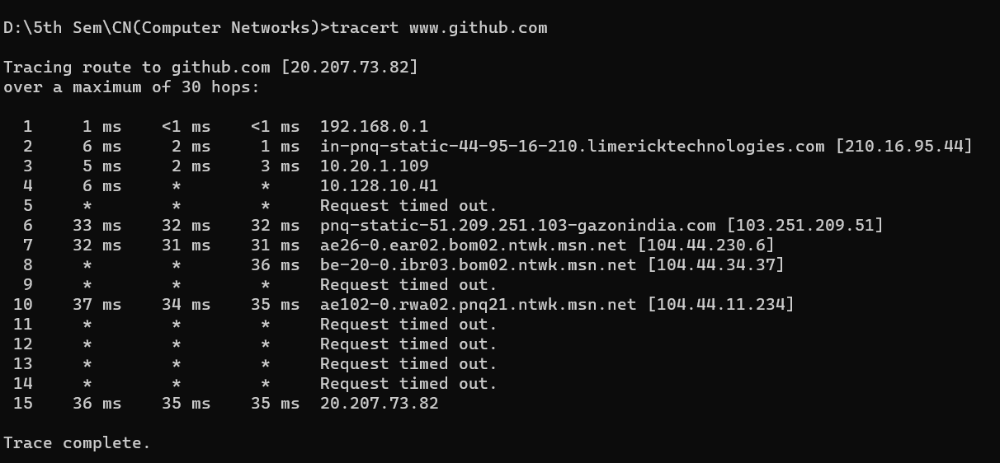 D:\5th Sem\CN(Computer Networks)>tracert www.github.com
Tracing route to github.com [20.207.73.82]
over a maximum of 30 hops:
  1     1 ms    <1 ms    <1 ms  192.168.0.1
  2     6 ms     2 ms     1 ms  in-pnq-static-44-95-16-210.limericktechnologies.com [210.16.95.44]
  3     5 ms     2 ms     3 ms  10.20.1.109
  4     6 ms     *        *     10.128.10.41
  5     *        *        *     Request timed out.
  6    33 ms    32 ms    32 ms  pnq-static-51.209.251.103-gazonindia.com [103.251.209.51]
  7    32 ms    31 ms    31 ms  ae26-0.ear02.bom02.ntwk.msn.net [104.44.230.6]
  8     *        *       36 ms  be-20-0.ibr03.bom02.ntwk.msn.net [104.44.34.37]
  9     *        *        *     Request timed out.
 10    37 ms    34 ms    35 ms  ae102-0.rwa02.pnq21.ntwk.msn.net [104.44.11.234]
 11     *        *        *     Request timed out.
 12     *        *        *     Request timed out.
 13     *        *        *     Request timed out.
 14     *        *        *     Request timed out.
 15    36 ms    35 ms    35 ms  20.207.73.82
Trace complete.